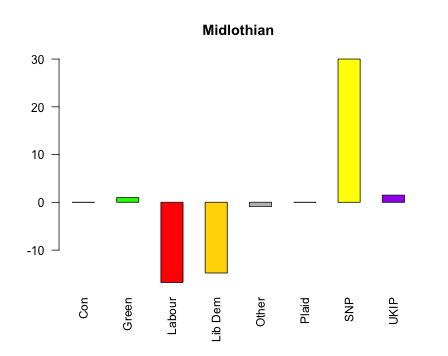 Midlothian
30
20
10
0
-10
Con
Green
Labour
Lib Dem
Other
Plaid
SNP
UKIP